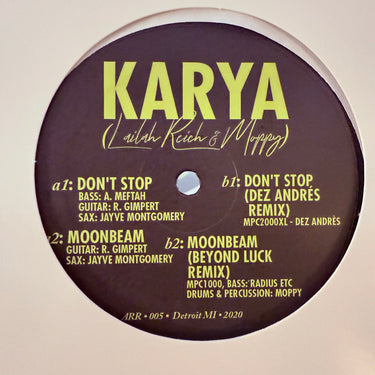 KARYA
(Lailah Reich & Moppy)
a1: DON'T STOP
BASS: A. MEFTAH
GUITAR: R. GIMPERT
SAX: JAYVE MONTGOMERY
a2: MOONBEAM
GUITAR: R. GIMPERT
SAX: JAYVE MONTGOMERY
b1: DON'T STOP
(DEZ ANDRÉS
REMIX)
MPC2000XL - DEZ ANDRÉS
b2: MOONBEAM
(BEYOND LUCK
REMIX)
MPC1000, BASS: RADIUS ETC
DRUMS & PERCUSSION: MOPPY
• 005 • Detroit MI • 2020